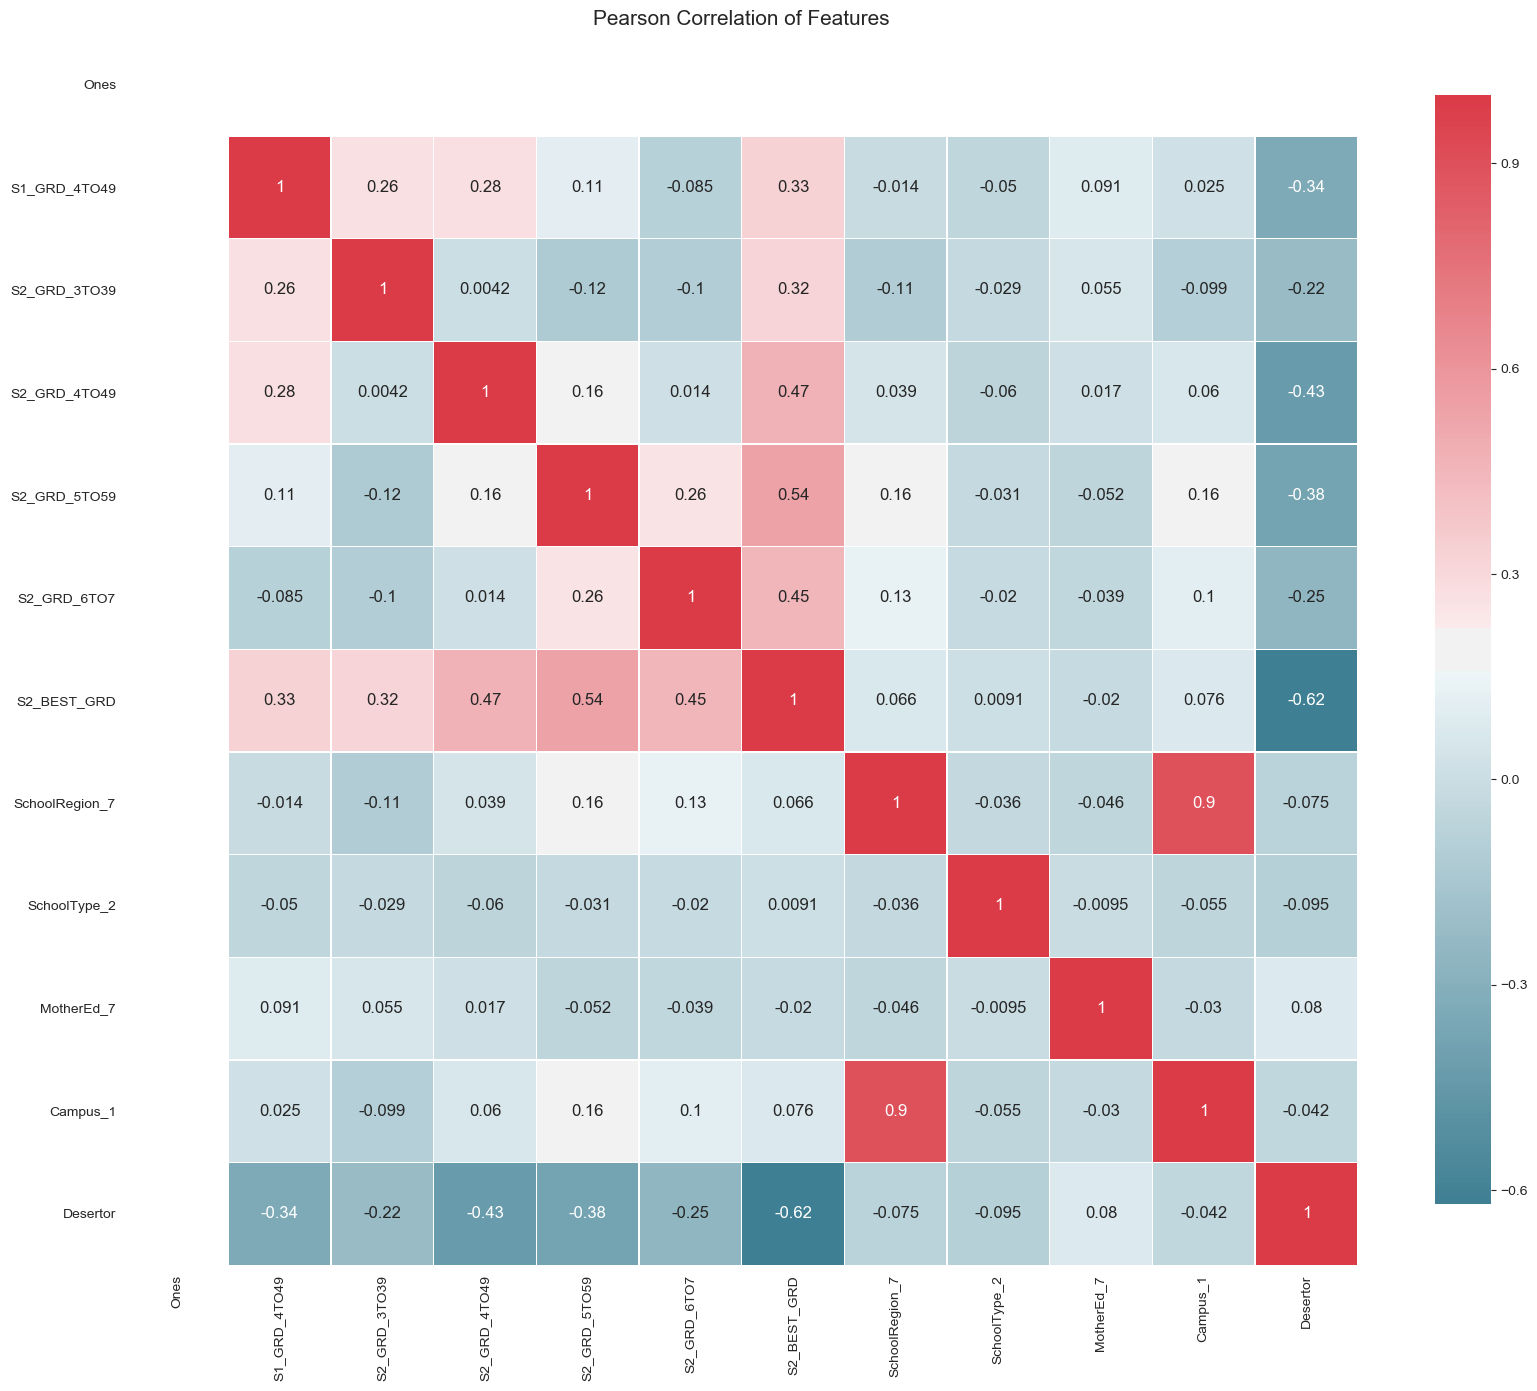 Pearson Correlation of Features
Ones
S1_GRD_4TO49 1 0.26 0.28 0.11 -0.085 0.33 -0.014 -0.05 0.091 0.025 -0.34
S2_GRD_3TO39 0.26 1 0.0042 -0.12 -0.1 0.32 -0.11 -0.029 0.055 -0.099 -0.22
S2_GRD_4TO49 0.28 0.0042 1 0.16 0.014 0.47 0.039 -0.06 0.017 0.06 -0.43
S2_GRD_5TO59 0.11 -0.12 0.16 1 0.26 0.54 0.16 -0.031 -0.052 0.16 -0.38
S2_GRD_6TO7 -0.085 -0.1 0.014 0.26 1 0.45 0.13 -0.02 -0.039 0.1 -0.25
S2_BEST_GRD 0.33 0.32 0.47 0.54 0.45 1 0.066 0.0091 -0.02 0.076 -0.62
SchoolRegion_7 -0.014 -0.11 0.039 0.16 0.13 0.066 1 -0.036 -0.046 0.9 -0.075
SchoolType_2 -0.05 -0.029 -0.06 -0.031 -0.02 0.0091 -0.036 1 -0.0095 -0.055 -0.095
MotherEd_7 0.091 0.055 0.017 -0.052 -0.039 -0.02 -0.046 -0.0095 1 -0.03 0.08
Campus_1 0.025 -0.099 0.06 0.16 0.1 0.076 0.9 -0.055 -0.03 1 -0.042
Desertor -0.34 -0.22 -0.43 -0.38 -0.25 -0.62 -0.075 -0.095 0.08 -0.042 1
Ones
S1_GRD_4TO49
S2_GRD_3TO39
S2_GRD_4TO49
S2_GRD_5TO59
S2_GRD_6TO7
S2_BEST_GRD
SchoolRegion_7
SchoolType_2
MotherEd_7
Campus_1
Desertor
0.9
0.6
0.3
0.0
−0.3
−0.6